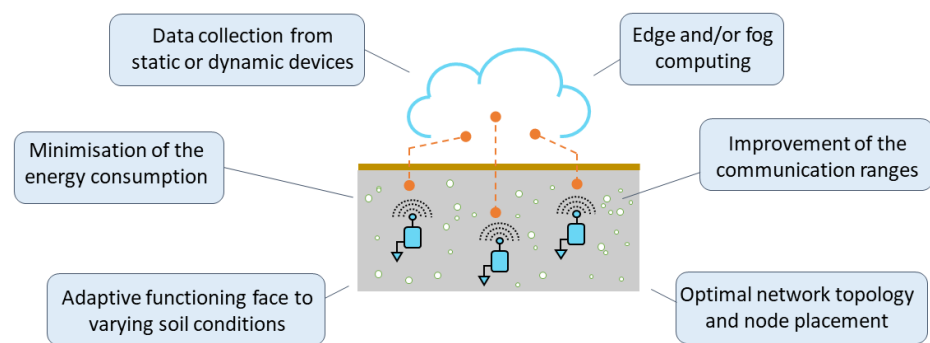 Data collection from
static or dynamic devices
Edge and/or fog
computing
Minimisation of the
energy consumption
Improvement of the
communication ranges
Adaptive functioning face to
varying soil conditions
Optimal network topology
and node placement